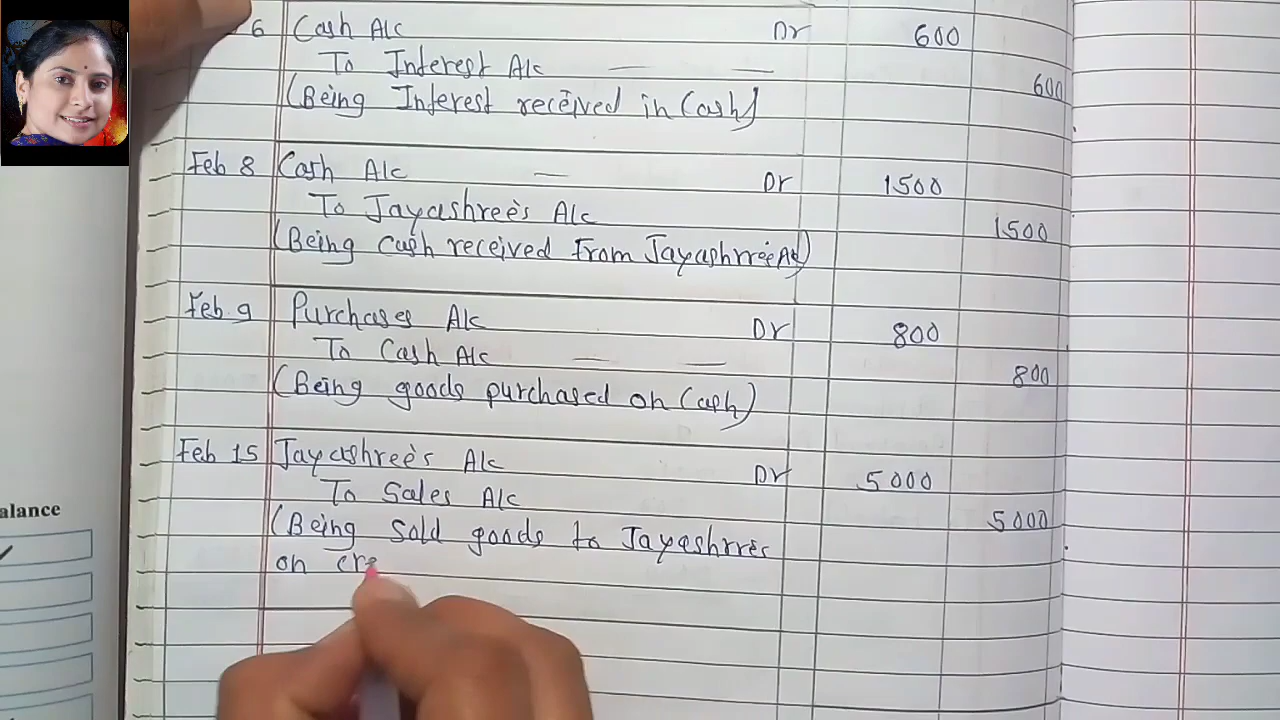 6 Cash A/c Dr 600
To Interest A/c 600
(Being Interest received in Cash)
Feb 8 Cash A/c Dr 1500
To Jayashree's A/c 1500
(Being cash received From Jayashree's A/c)
Feb 9 Purchases A/c Dr 800
To Cash A/c 800
(Being goods purchased on Cash)
Feb 15 Jayashree's A/c Dr 5000
To Sales A/c 5000
(Being Sold goods to Jayashree
on cre
alance